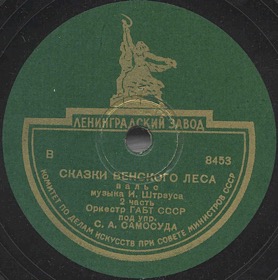 ЛЕНИНГРАДСКИЙ ЗАВОД
В 8453
СКАЗКИ ВЕНСКОГО ЛЕСА
вальс
музыка И. Штрауса
2 часть
Оркестр ГАБТ СССР
под упр.
С. А. САМОСУДА
КОМИТЕТ ПО ДЕЛАМ ИСКУССТВ ПРИ СОВЕТЕ МИНИСТРОВ СССР